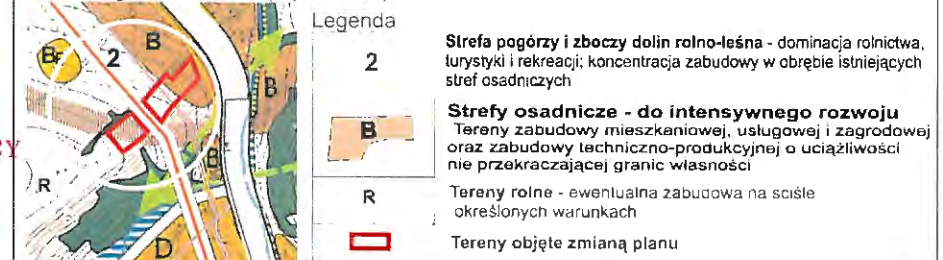 BF
2
B
B
B
R
D
Y
Legenda
2
Strefa pogórzy i zboczy dolin rolno-leśna - dominacja rolnictwa,
turystyki i rekreacji; koncentracja zabudowy w obrębie istniejących
stref osadniczych
Strefy osadnicze - do intensywnego rozwoju
B
Tereny zabudowy mieszkaniowej, usługowej i zagrodowej
oraz zabudowy techniczno-produkcyjnej o uciążliwości
nie przekraczającej granic własności
R
Tereny rolne - ewentualna zabudowa na sciśle
określonych warunkach
Tereny objęte zmianą planu